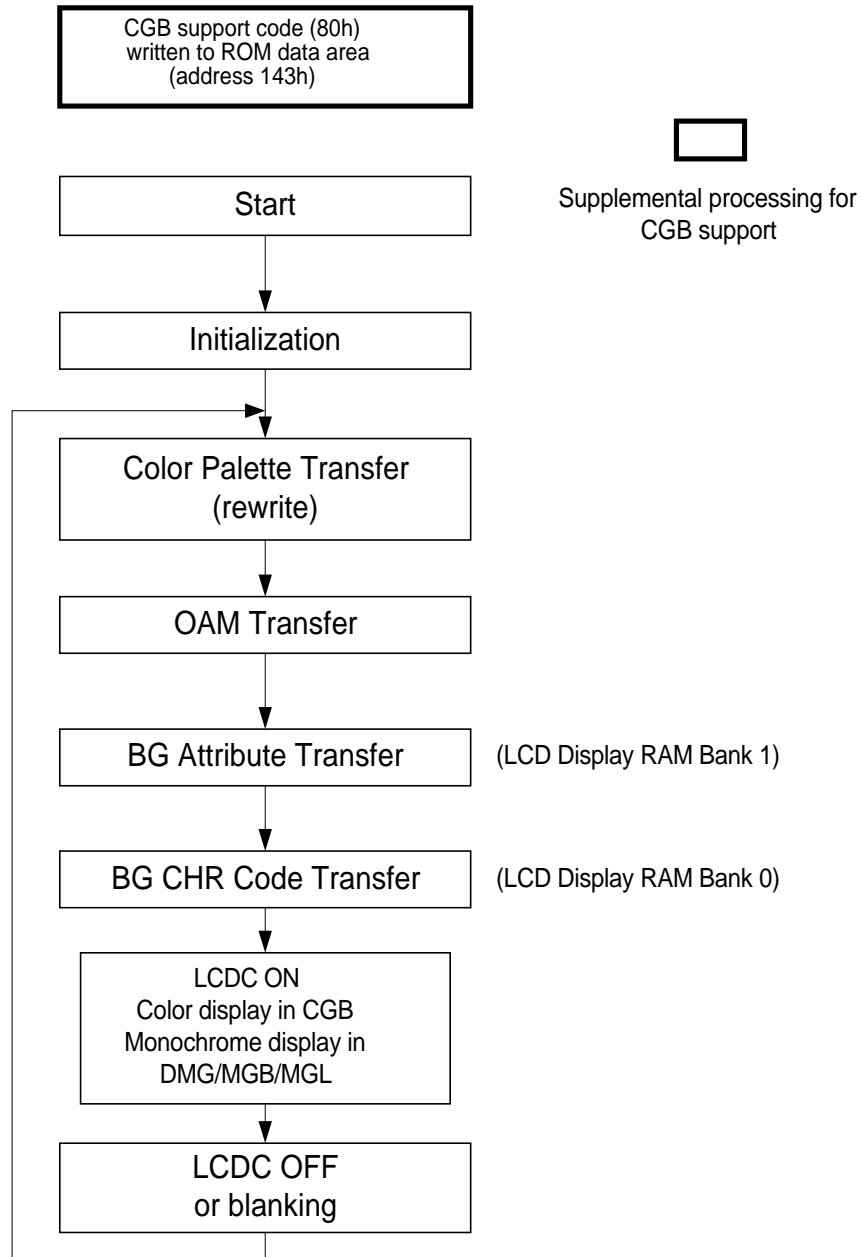 CGB support code (80h)
written to ROM data area
(address 143h)
Start
Supplemental processing for
CGB support
Initialization
Color Palette Transfer
(rewrite)
OAM Transfer
BG Attribute Transfer
(LCD Display RAM Bank 1)
BG CHR Code Transfer
(LCD Display RAM Bank 0)
LCDC ON
Color display in CGB
Monochrome display in
DMG/MGB/MGL
LCDC OFF
or blanking